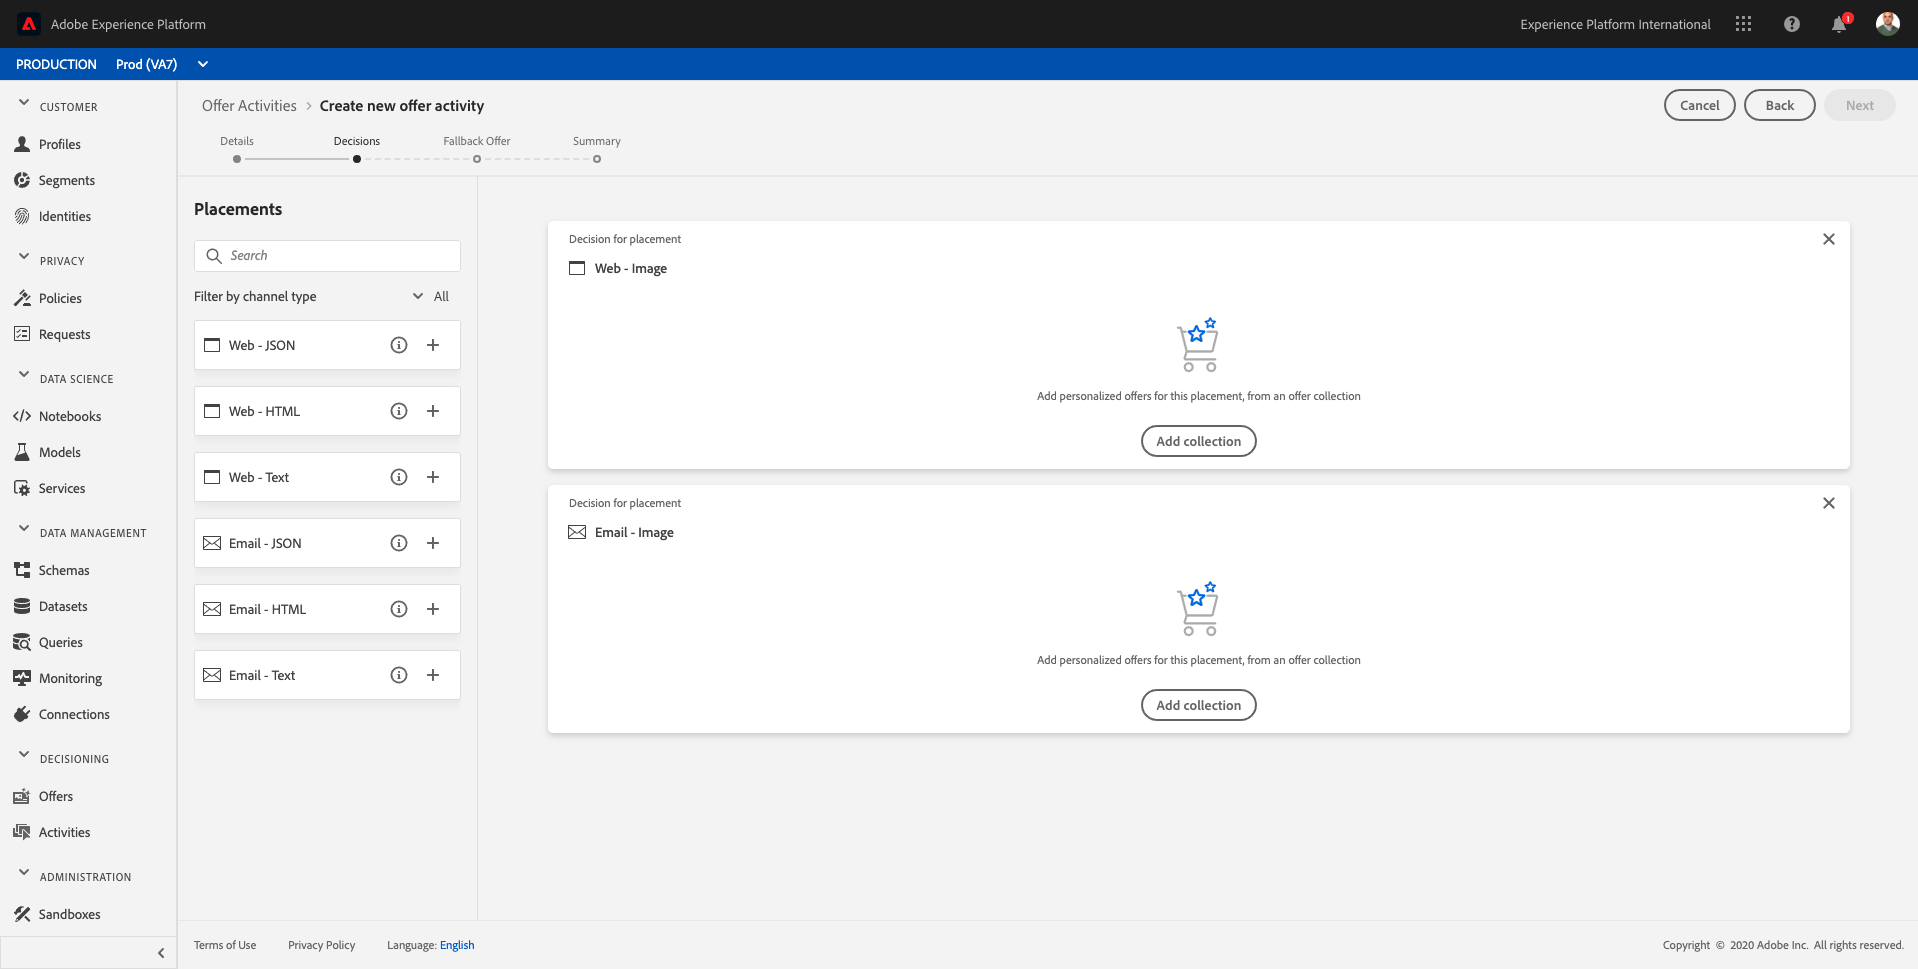 Adobe Experience Platform
Experience Platform International
1
PRODUCTION Prod (VA7)
CUSTOMER
Profiles
Segments
Identities
PRIVACY
Policies
Requests
DATA SCIENCE
Notebooks
Models
Services
DATA MANAGEMENT
Schemas
Datasets
Queries
Monitoring
Connections
DECISIONING
Offers
Activities
ADMINISTRATION
Sandboxes
Offer Activities > Create new offer activity
Cancel Back Next
Details Decisions Fallback Offer Summary
Placements
Search
Filter by channel type All
Web - JSON
Web - HTML
Web - Text
Email - JSON
Email - HTML
Email - Text
Decision for placement
Web - Image
Add personalized offers for this placement, from an offer collection
Add collection
Decision for placement
Email - Image
Add personalized offers for this placement, from an offer collection
Add collection
Terms of Use Privacy Policy Language: English
Copyright © 2020 Adobe Inc. All rights reserved.